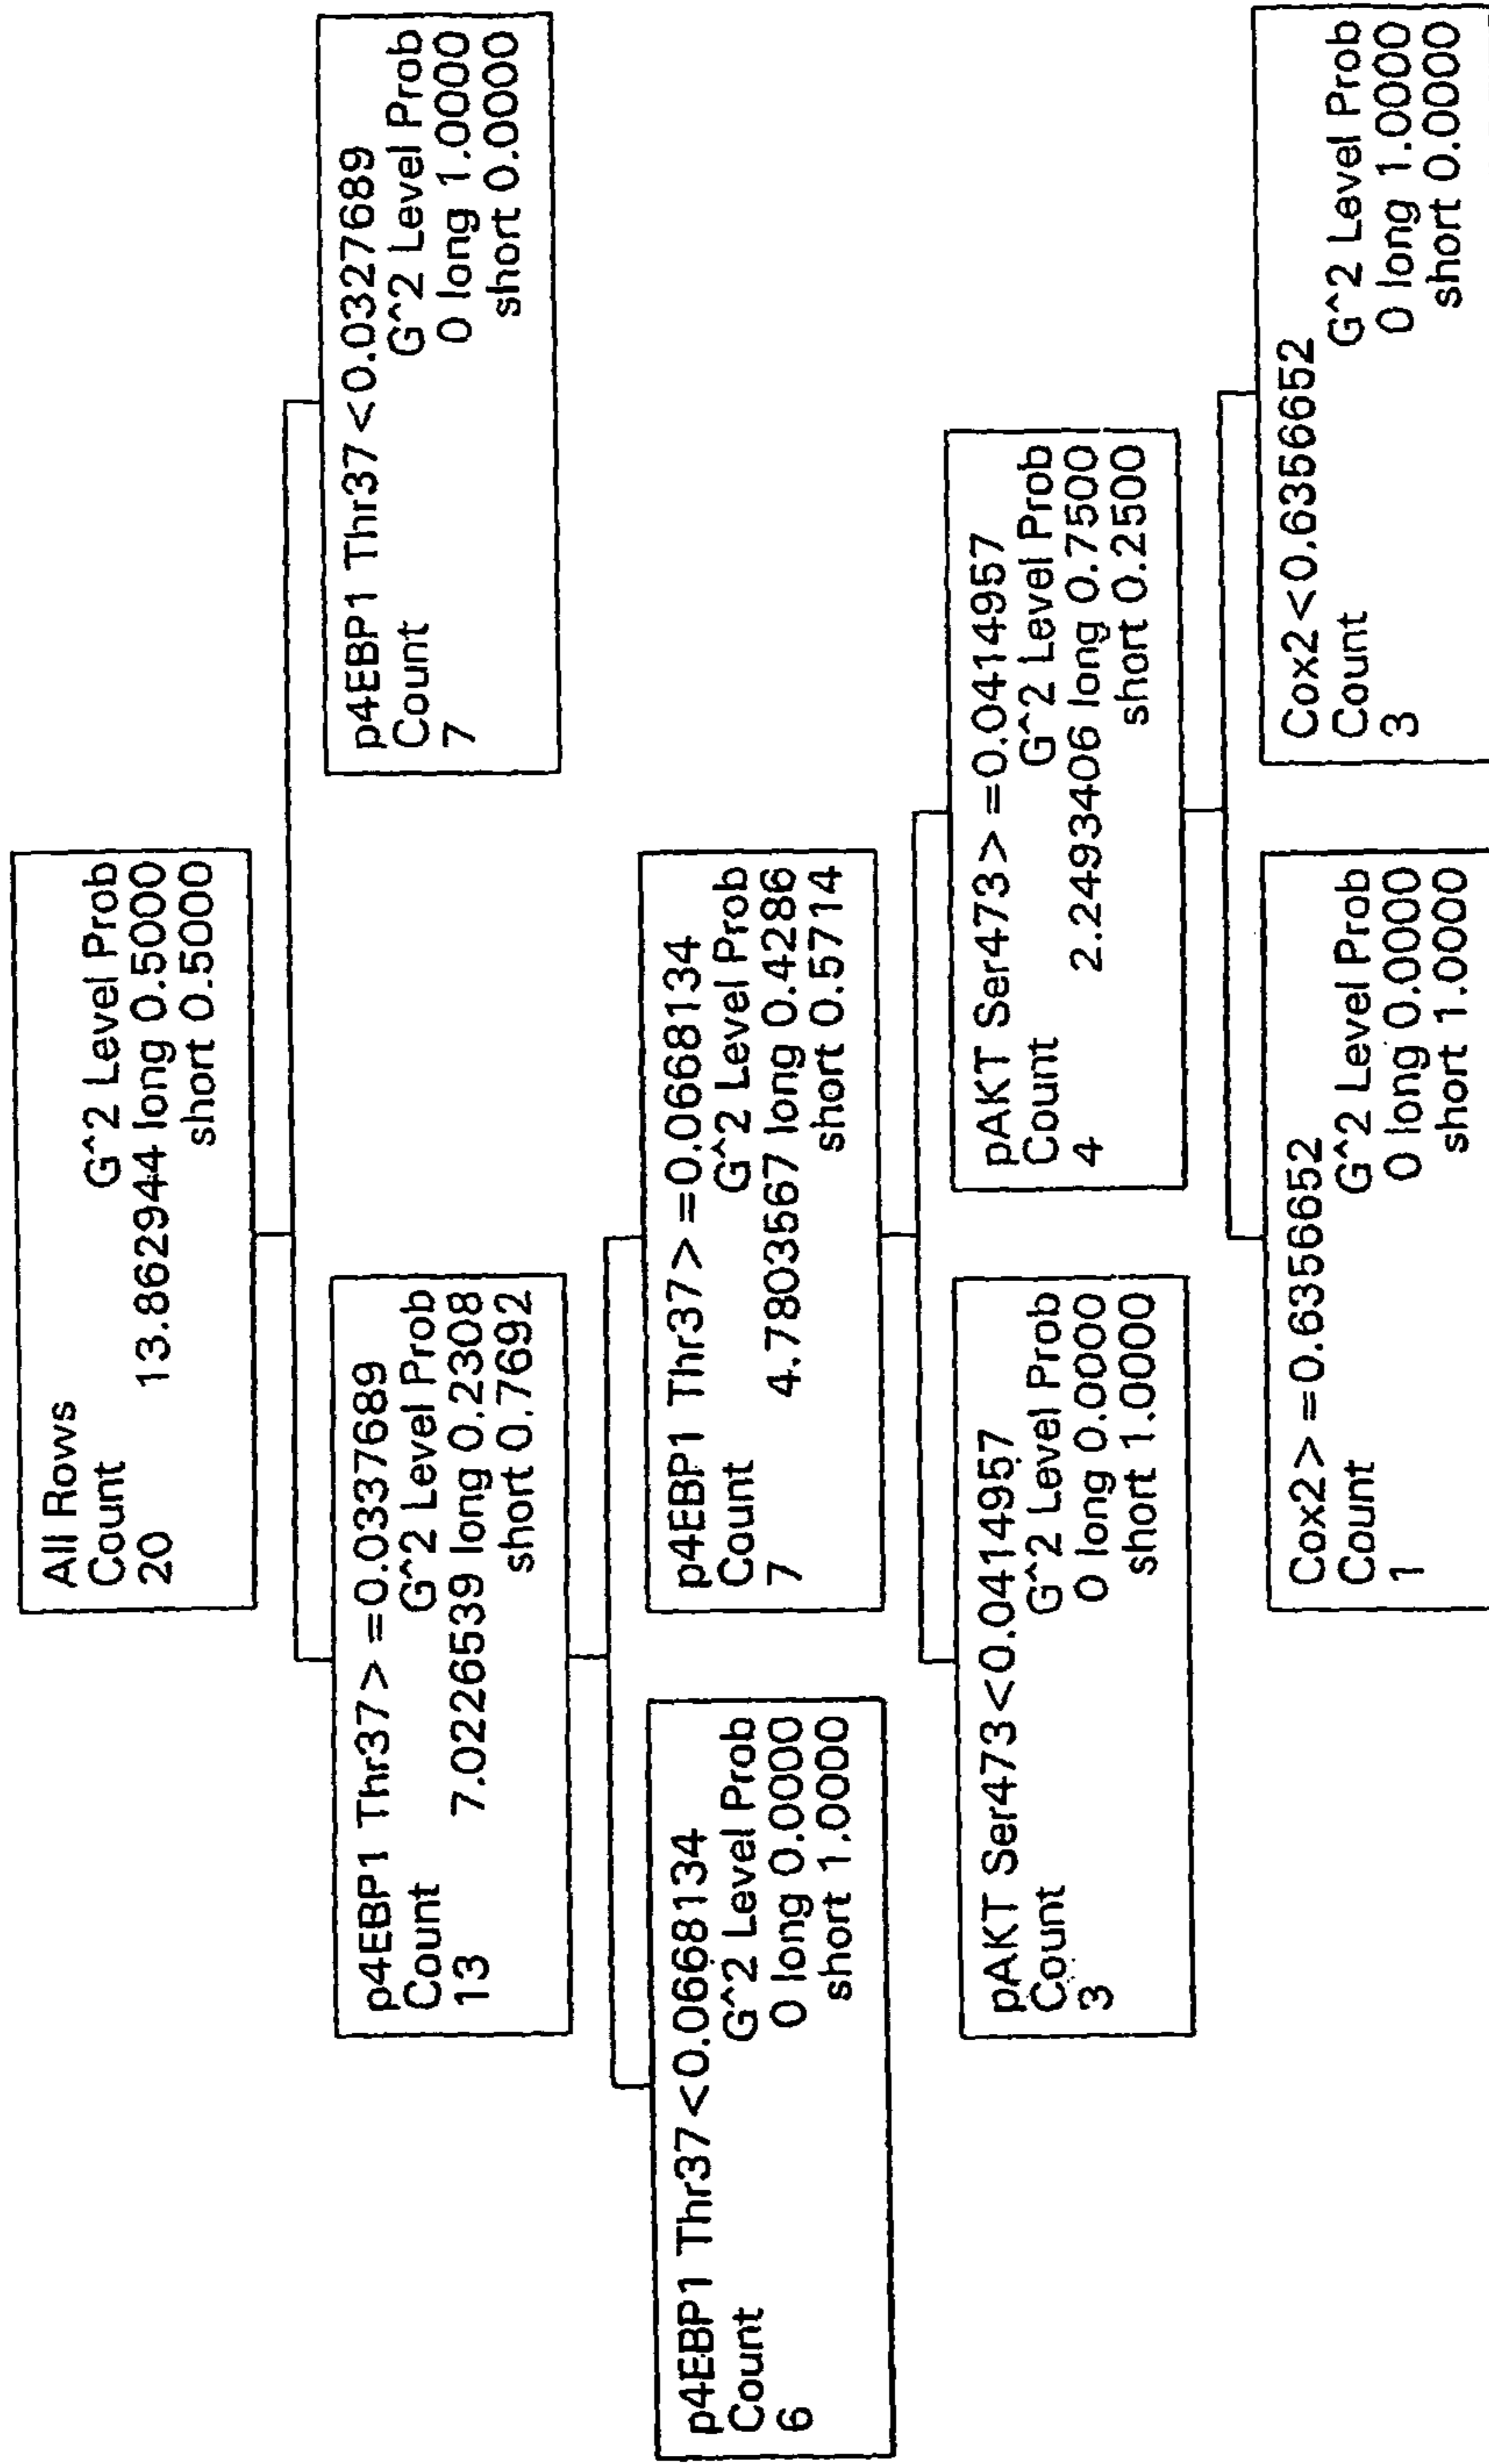 All Rows
Count G^2 Level Prob
20 13.862944 long 0.5000
short 0.5000
p4EBP1 Thr37>=0.0337689
Count G^2 Level Prob
13 7.0226539 long 0.2308
short 0.7692
p4EBP1 Thr37<0.0327689
Count G^2 Level Prob
7 0 long 1.0000
short 0.0000
p4EBP1 Thr37<0.0668134
Count G^2 Level Prob
6 0 long 0.0000
short 1.0000
p4EBP1 Thr37>=0.0668134
Count G^2 Level Prob
7 4.7803567 long 0.4286
short 0.5714
pAKT Ser473<0.0414957
Count G^2 Level Prob
3 0 long 0.0000
short 1.0000
pAKT Ser473>=0.0414957
Count G^2 Level Prob
4 2.2493406 long 0.7500
short 0.2500
Cox2>=0.6356652
Count G^2 Level Prob
1 0 long 0.0000
short 1.0000
Cox2<0.6356652
Count G^2 Level Prob
3 0 long 1.0000
short 0.0000